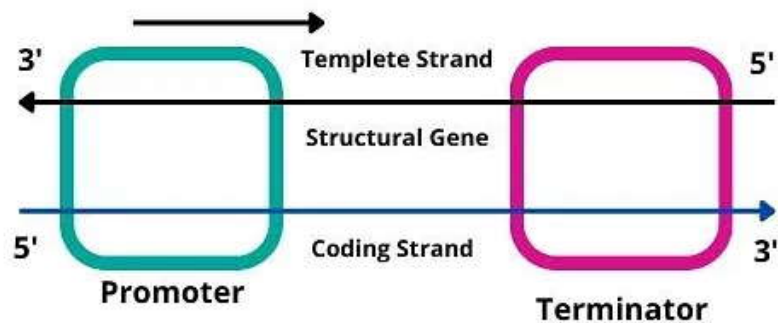 3'
Templete Strand
5'
Structural Gene
5'
Coding Strand
3'
Promoter
Terminator